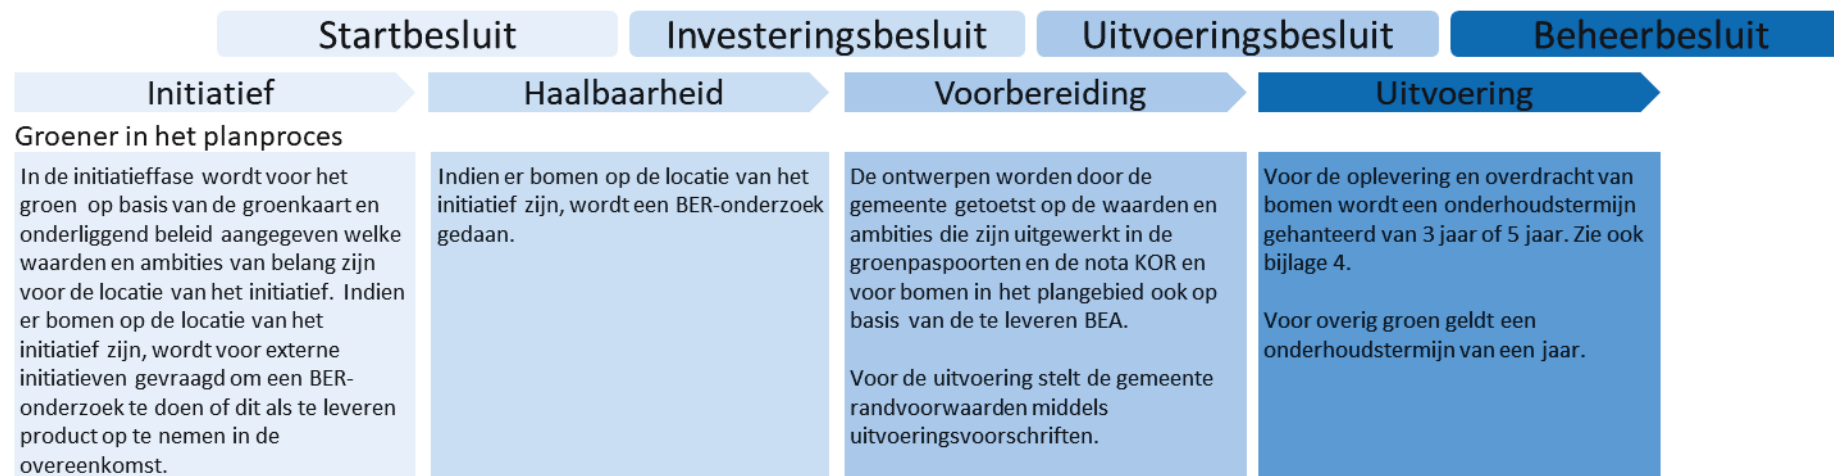 Startbesluit
Investeringsbesluit
Uitvoeringsbesluit
Beheerbesluit
Initiatief
Haalbaarheid
Voorbereiding
Uitvoering
Groener in het planproces
In de initiatieffase wordt voor het
groen op basis van de groenkaart en
onderliggend beleid aangegeven welke
waarden en ambities van belang zijn
voor de locatie van het initiatief. Indien
er bomen op de locatie van het
initiatief zijn, wordt voor externe
initiatieven gevraagd om een BER-
onderzoek te doen of dit als te leveren
product op te nemen in de
overeenkomst.
Indien er bomen op de locatie van het
initiatief zijn, wordt een BER-onderzoek
gedaan.
De ontwerpen worden door de
gemeente getoetst op de waarden en
ambities die zijn uitgewerkt in de
groenpaspoorten en de nota KOR en
voor bomen in het plangebied ook op
basis van de te leveren BEA.
Voor de uitvoering stelt de gemeente
randvoorwaarden middels
uitvoeringsvoorschriften.
Voor de oplevering en overdracht van
bomen wordt een onderhoudstermijn
gehanteerd van 3 jaar of 5 jaar. Zie ook
bijlage 4.
Voor overig groen geldt een
onderhoudstermijn van een jaar.